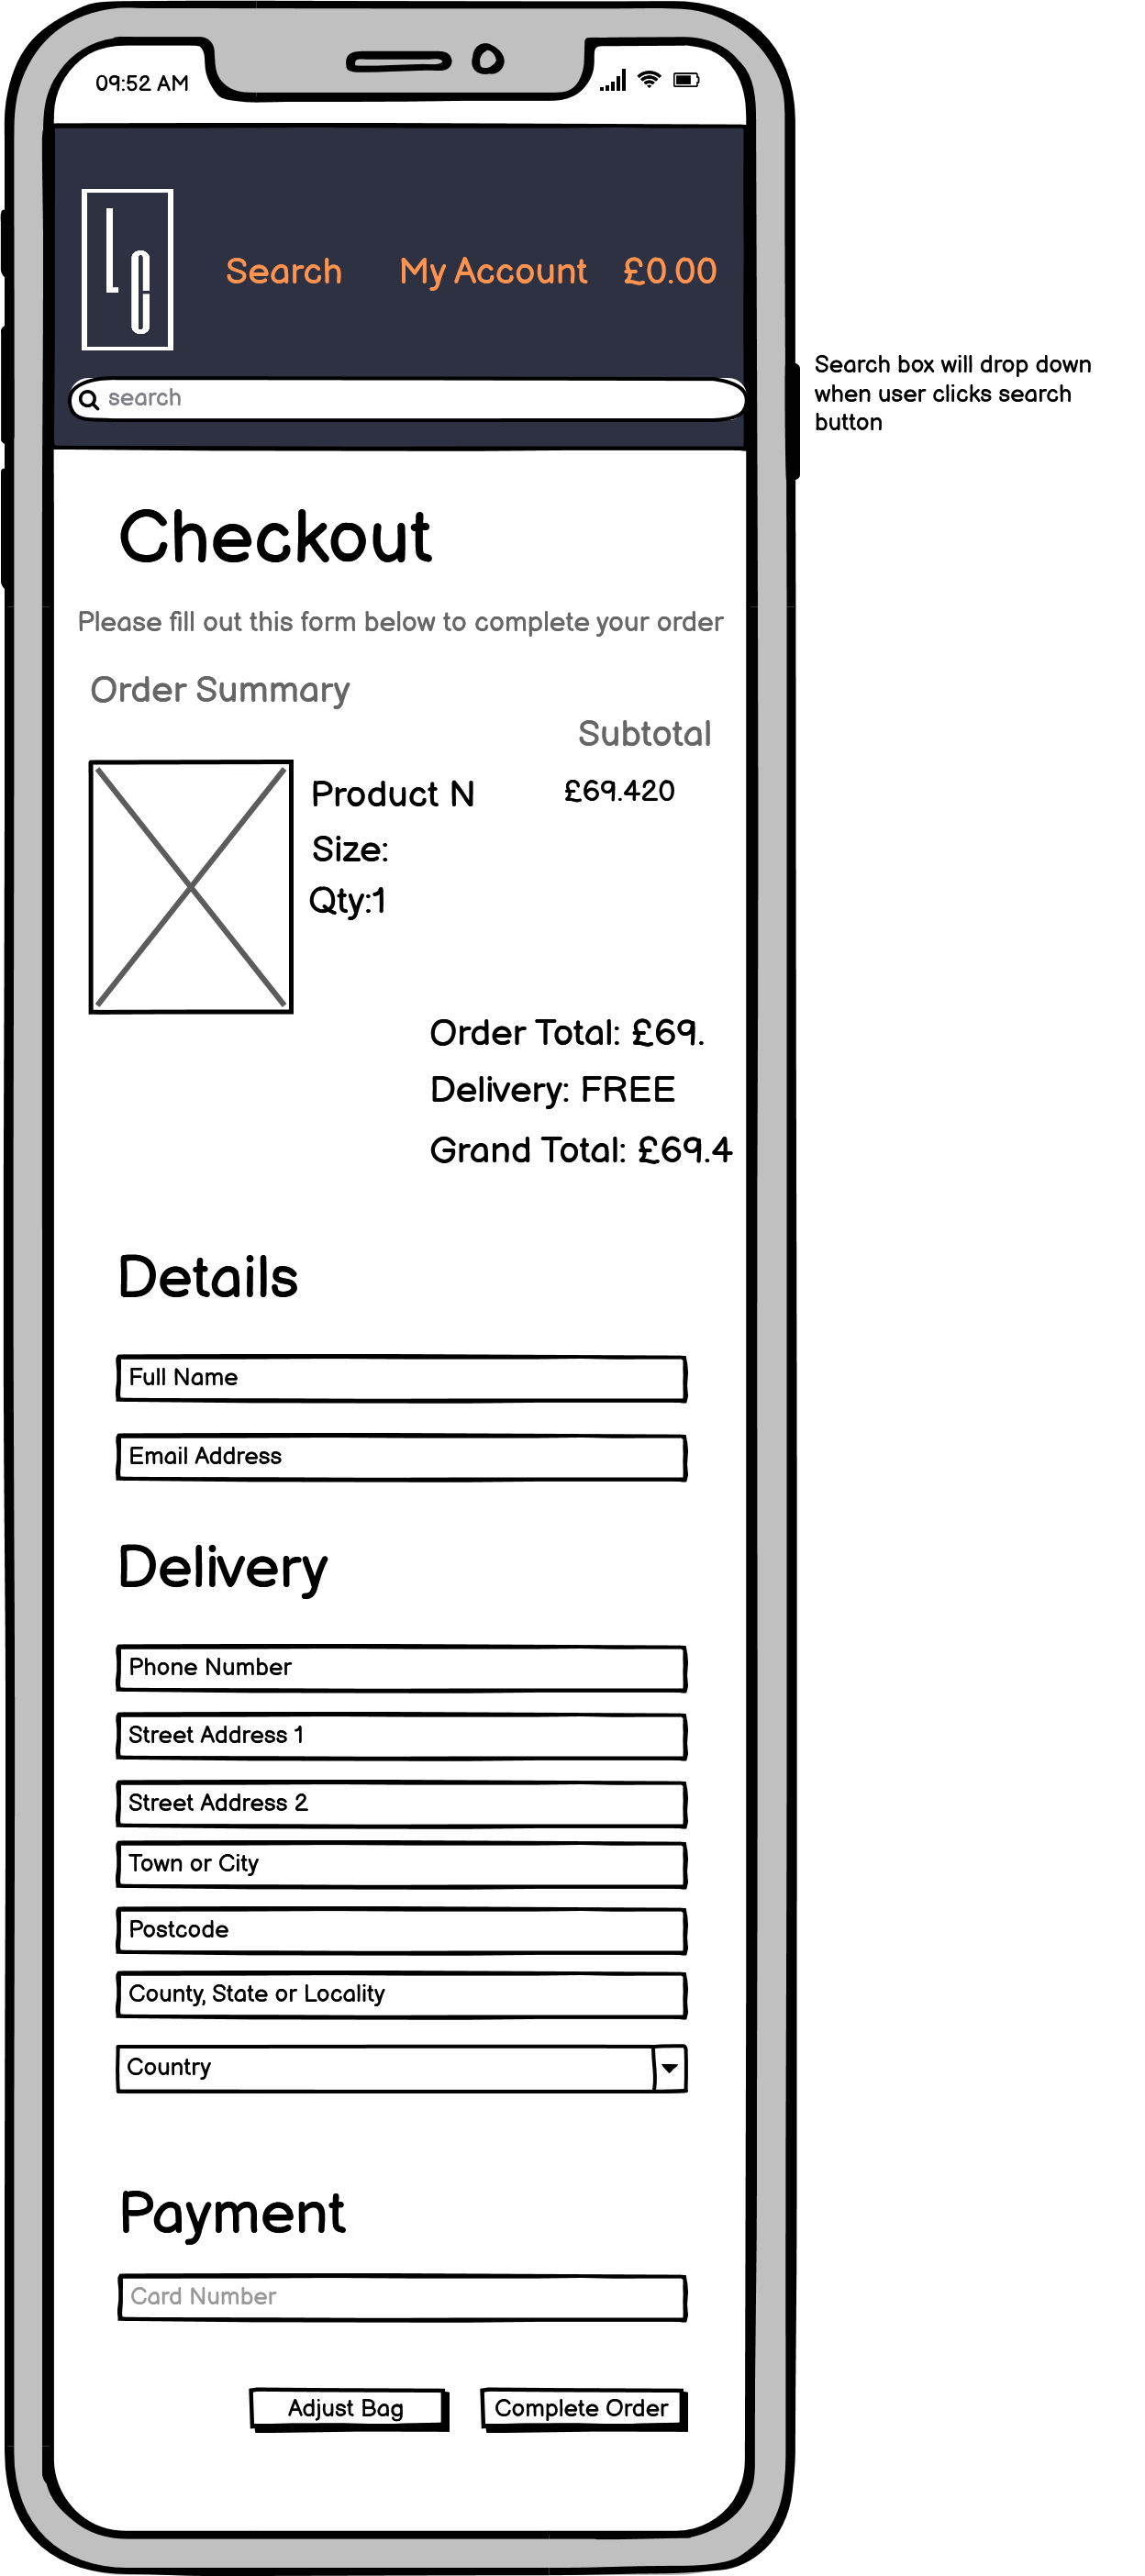 09:52 AM
LG
Search My Account £0.00
search
Search box will drop down
when user clicks search
button
Checkout
Please fill out this form below to complete your order
Order Summary
Subtotal
Product N £69.420
Size:
Qty:1
Order Total: £69.
Delivery: FREE
Grand Total: £69.4
Details
Full Name
Email Address
Delivery
Phone Number
Street Address 1
Street Address 2
Town or City
Postcode
County, State or Locality
Country
Payment
Card Number
Adjust Bag Complete Order